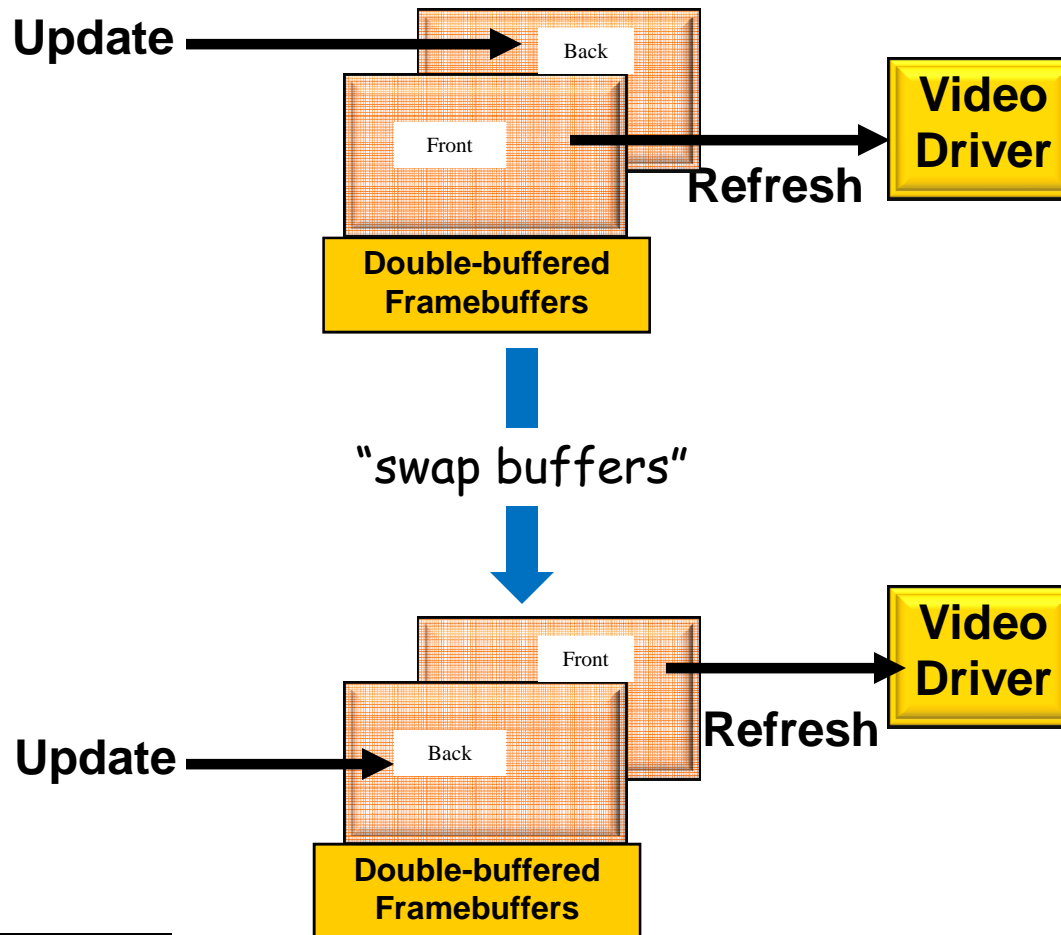 Update
Back
Front
Refresh
Video
Driver
Double-buffered
Framebuffers
“swap buffers”
Front
Update
Back
Refresh
Video
Driver
Double-buffered
Framebuffers